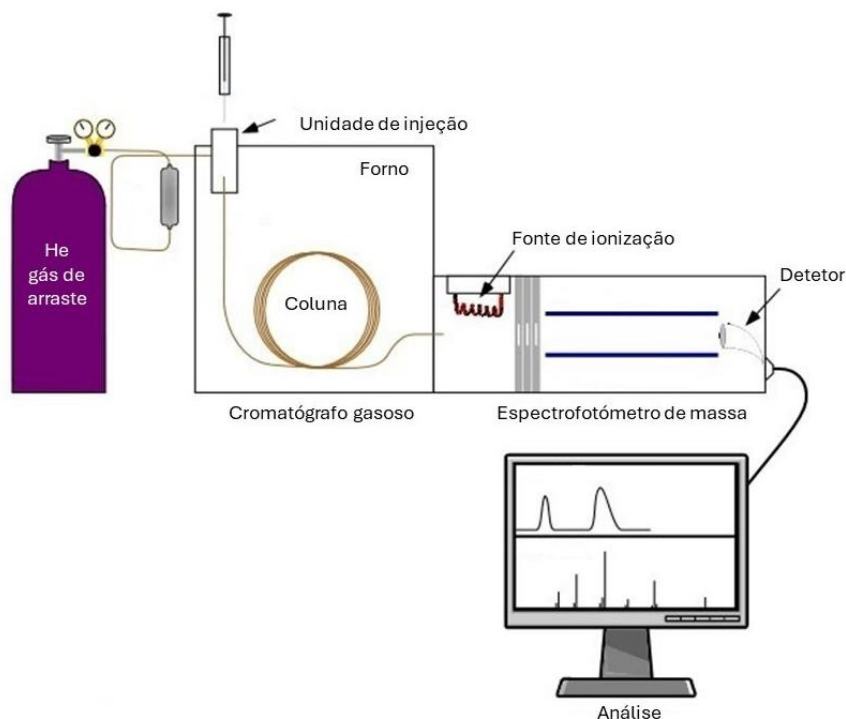 Unidade de injeção
Forno
He
gás de
arraste
Coluna
Fonte de ionização
Detetor
Cromatógrafo gasoso
Espectrofotómetro de massa
Análise